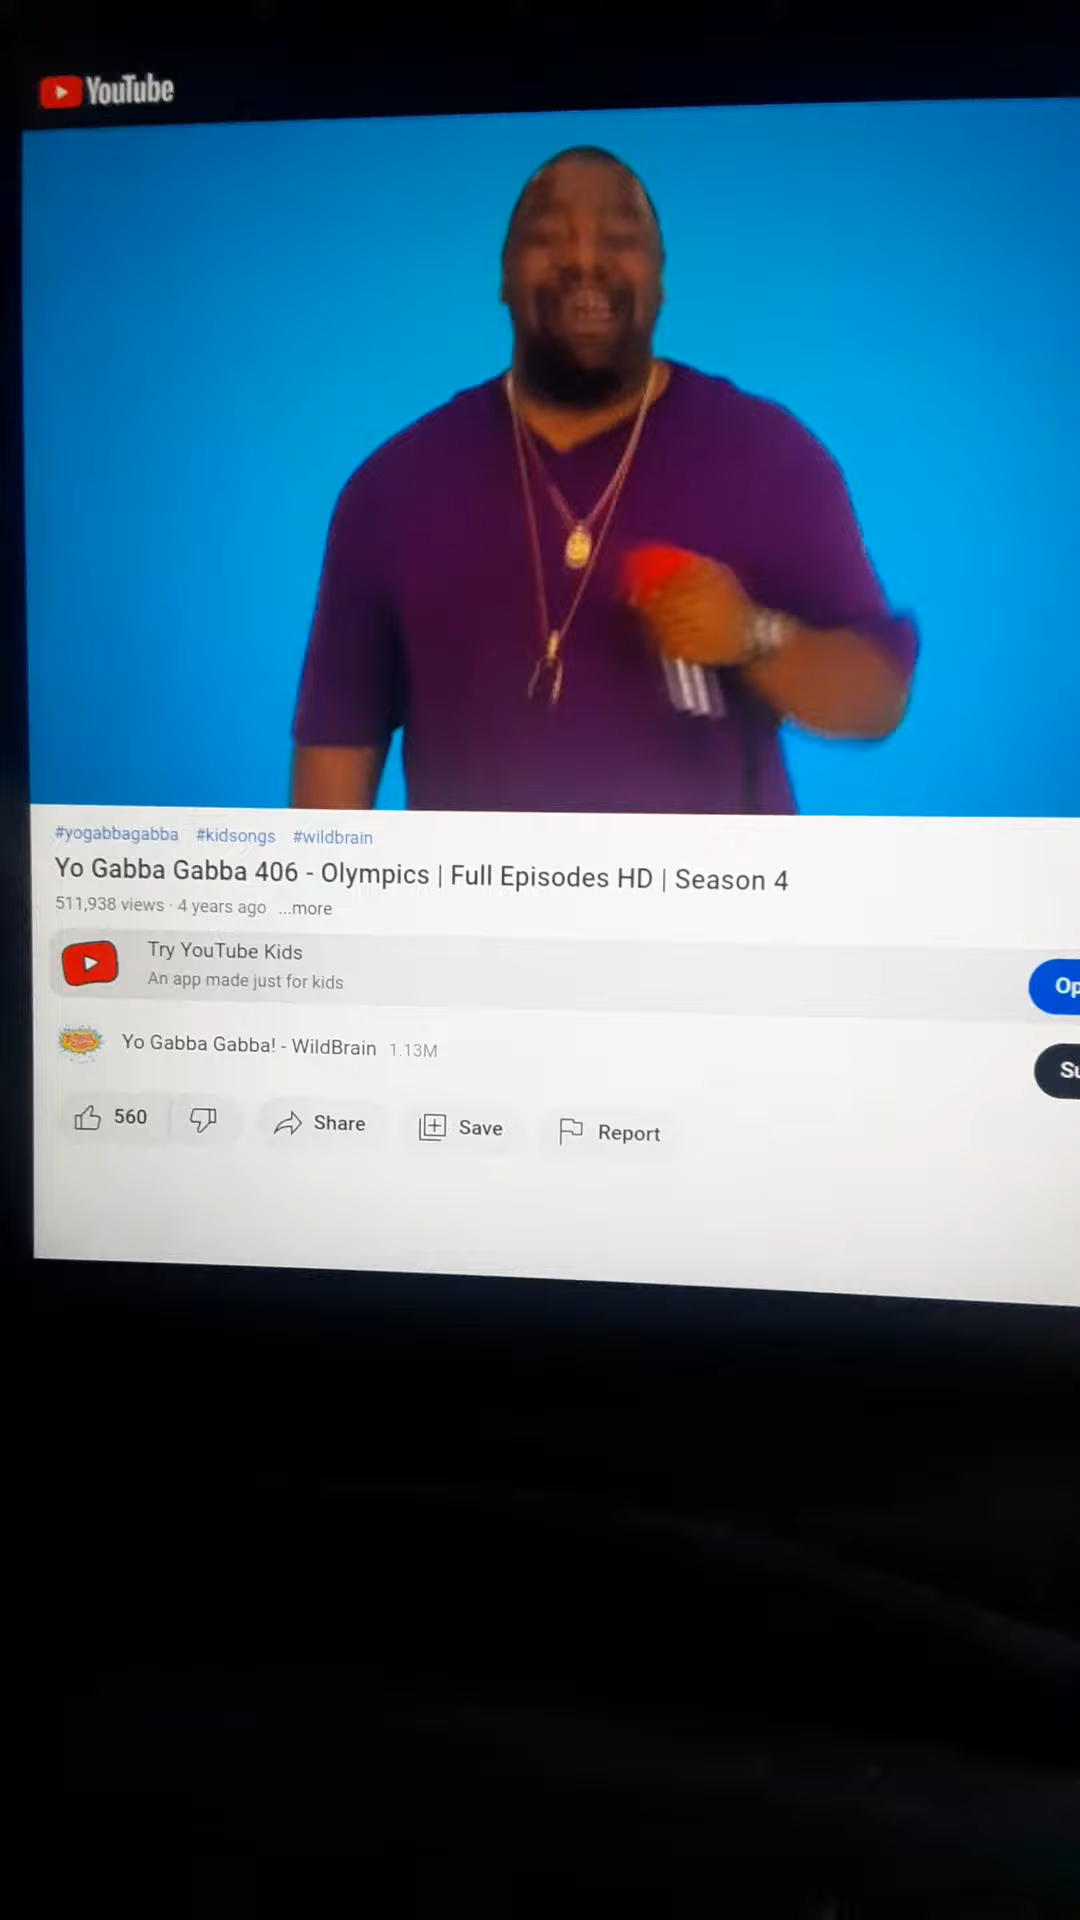 YouTube
#yogabbagabba #kidsongs #wildbrain
Yo Gabba Gabba 406 - Olympics | Full Episodes HD | Season 4
511,938 views · 4 years ago ...more
Try YouTube Kids
An app made just for kids
Yo Gabba Gabba! - WildBrain 1.13M
560 Share Save Report